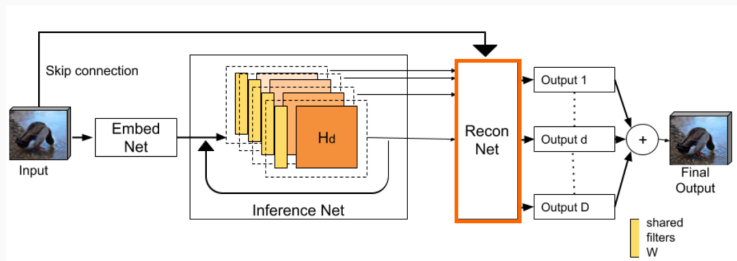 Skip connection
Input
Embed
Net
Hd
Inference Net
Recon
Net
Output 1
Output d
Output D
+
Final
Output
shared
filters
W